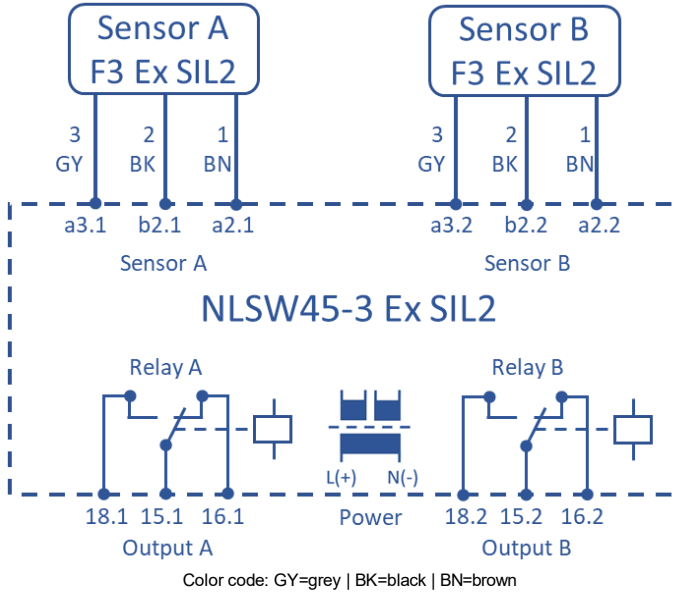 Sensor A
F3 Ex SIL2
Sensor B
F3 Ex SIL2
3 2 1
GY BK BN
3 2 1
GY BK BN
a3.1 b2.1 a2.1
a3.2 b2.2 a2.2
Sensor A
Sensor B
NLSW45-3 Ex SIL2
Relay A
Relay B
L(+) N(-)
18.1 15.1 16.1
Power
18.2 15.2 16.2
Output A
Output B
Color code: GY=grey | BK=black | BN=brown